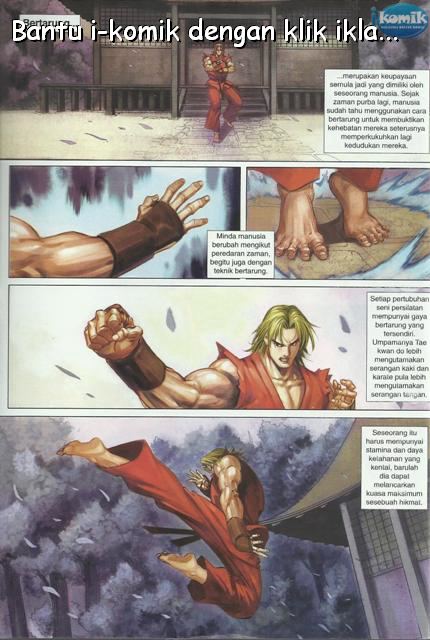 Bertarung...
Bantu i-komik dengan klik ikla...
ikomik
...merupakan keupayaan
semula jadi yang dimiliki oleh
seseorang manusia. Sejak
zaman purba lagi, manusia
sudah tahu menggunakan cara
bertarung untuk membuktikan
kehebatan mereka seterusnya
memperkukuhkan lagi
kedudukan mereka.
Minda manusia
berubah mengikut
peredaran zaman,
begitu juga dengan
teknik bertarung.
Setiap pertubuhan
seni persilatan
mempunyai gaya
bertarung yang
tersendiri.
Umpamanya Tae
kwan do lebih
mengutamakan
serangan kaki dan
karate pula lebih
mengutamakan
serangan tangan.
Seseorang itu
harus mempunyai
stamina dan daya
ketahanan yang
kental, barulah
dia dapat
melancarkan
kuasa maksimum
sesebuah hikmat.